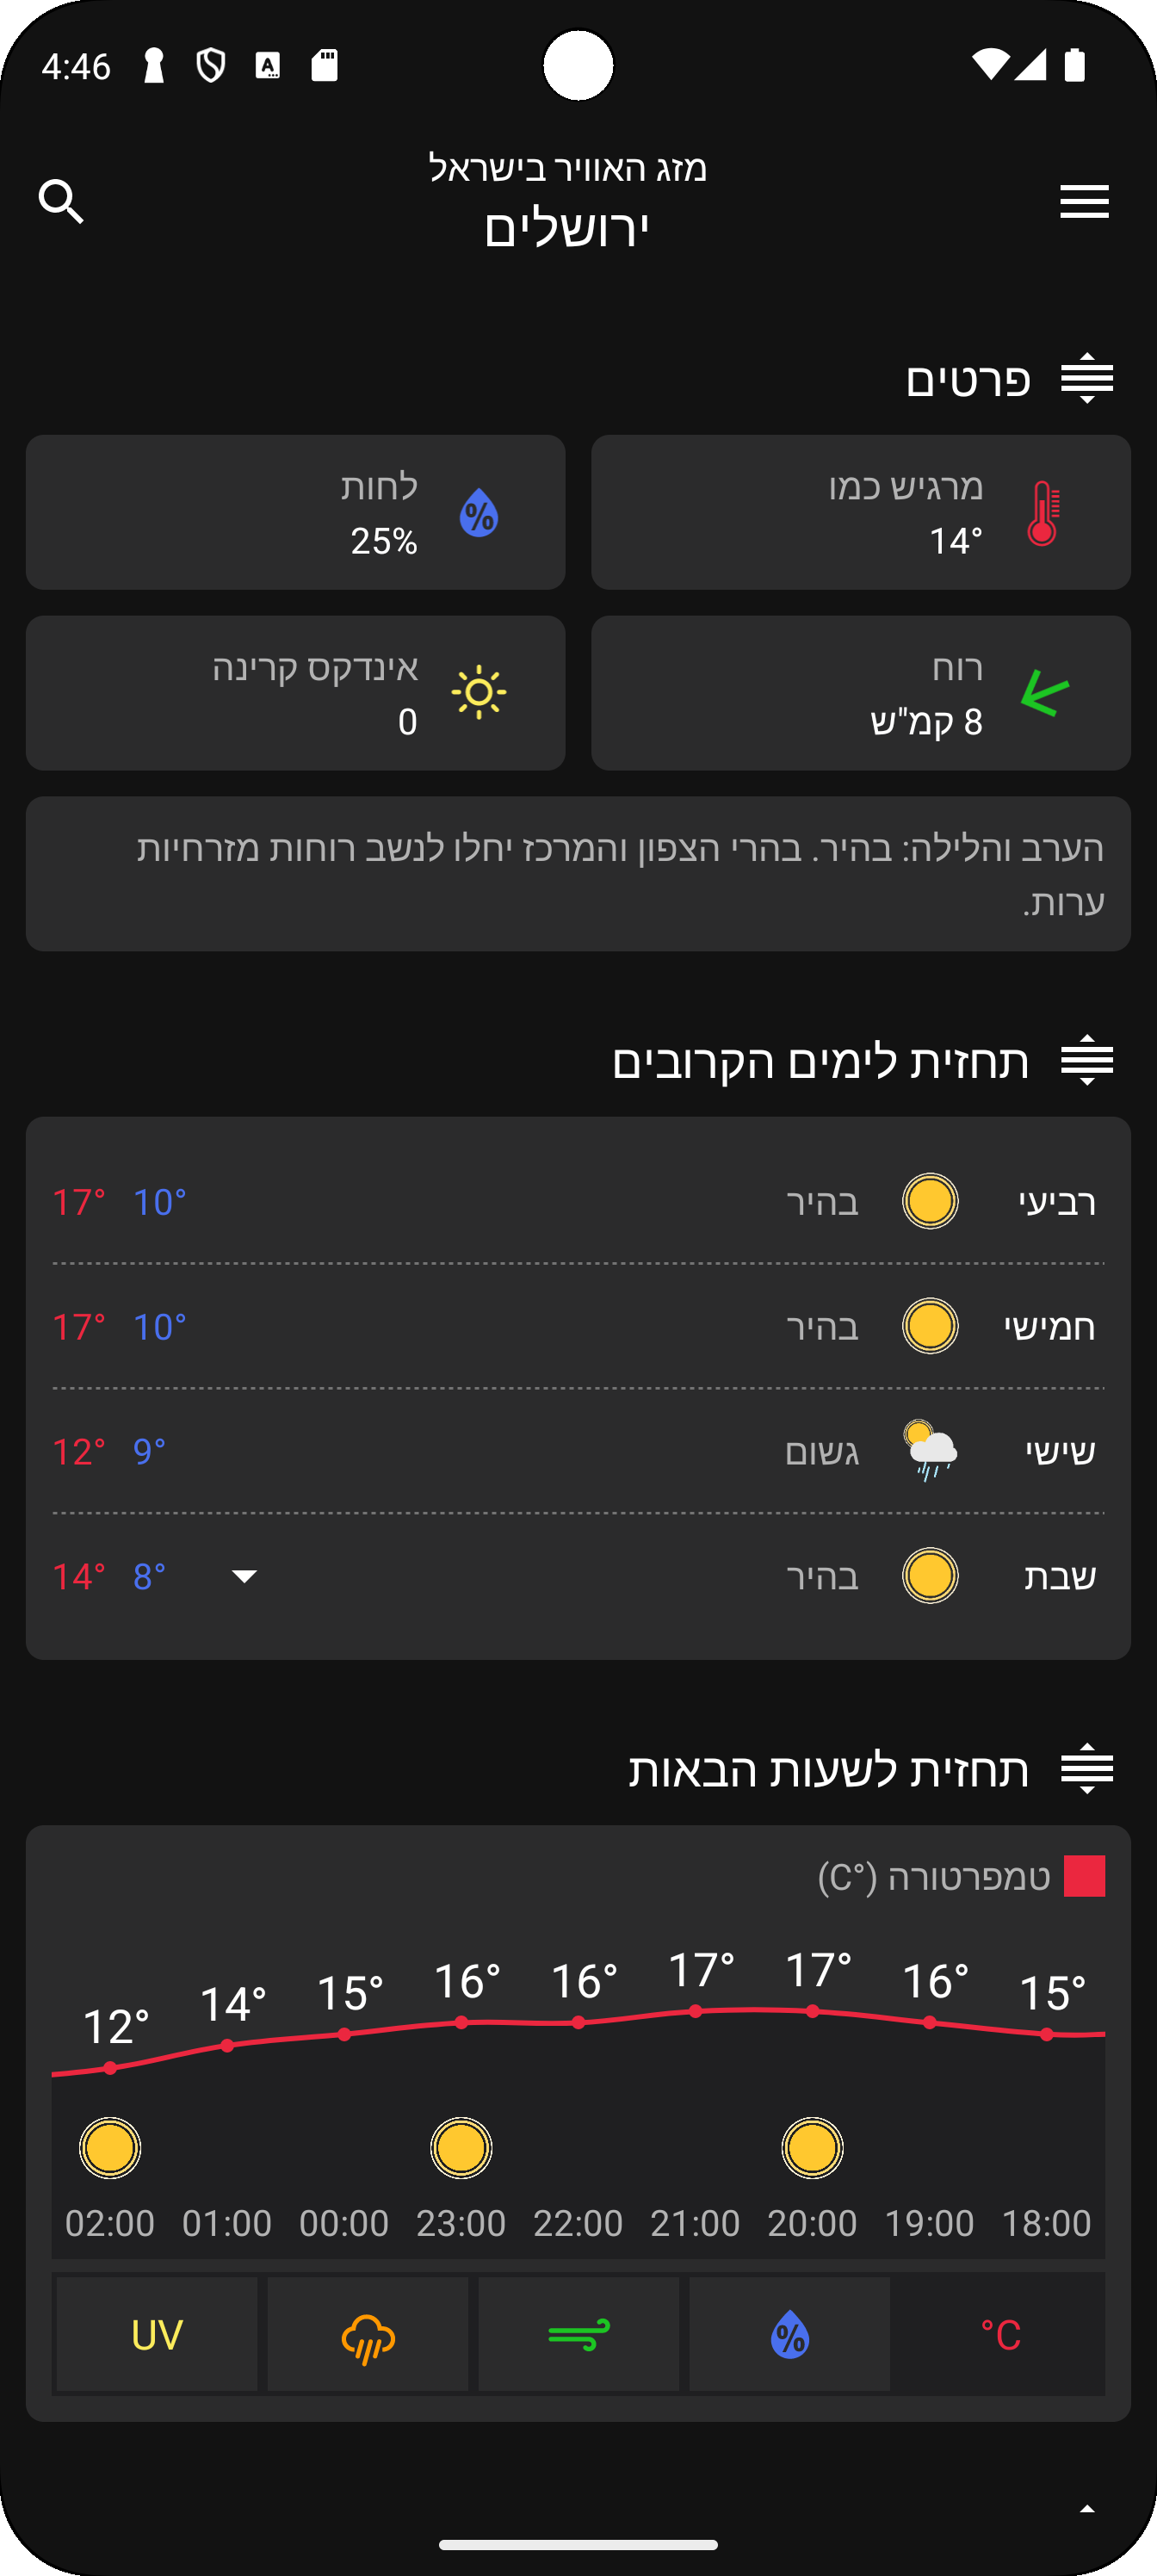 4:46
מזג האוויר בישראל
ירושלים
פרטים
מרגיש כמו
14°
לחות
25%
רוח
8 קמ"ש
אינדקס קרינה
0
הערב והלילה: בהיר. בהרי הצפון והמרכז יחלו לנשב רוחות מזרחיות
ערות.
תחזית לימים הקרובים
רביעי בהיר 10° 17°
חמישי בהיר 10° 17°
שישי גשום 9° 12°
שבת בהיר 8° 14°
תחזית לשעות הבאות
טמפרטורה (°C)
15° 16° 17° 17° 16° 16° 15° 14° 12°
18:00 19:00 20:00 21:00 22:00 23:00 00:00 01:00 02:00
°C % UV